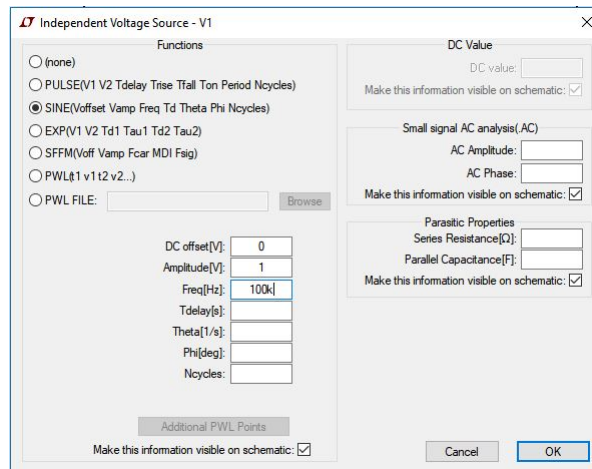 Independent Voltage Source - V1
Functions
(none)
PULSE(V1 V2 Tdelay Trise Tfall Ton Period Ncycles)
SINE(Voffset Vamp Freq Td Theta Phi Ncycles)
EXP(V1 V2 Td1 Tau1 Td2 Tau2)
SFFM(Voff Vamp Fcar MDI Fsig)
PWL(t1 v1 t2 v2...)
PWL FILE: Browse
DC offset[V]: 0
Amplitude[V]: 1
Freq[Hz]: 100k
Tdelay[s]:
Theta[1/s]:
Phi[deg]:
Ncycles:
Additional PWL Points
Make this information visible on schematic:
DC Value
DC value:
Make this information visible on schematic:
Small signal AC analysis(.AC)
AC Amplitude:
AC Phase:
Make this information visible on schematic:
Parasitic Properties
Series Resistance[Ω]:
Parallel Capacitance[F]:
Make this information visible on schematic:
Cancel OK